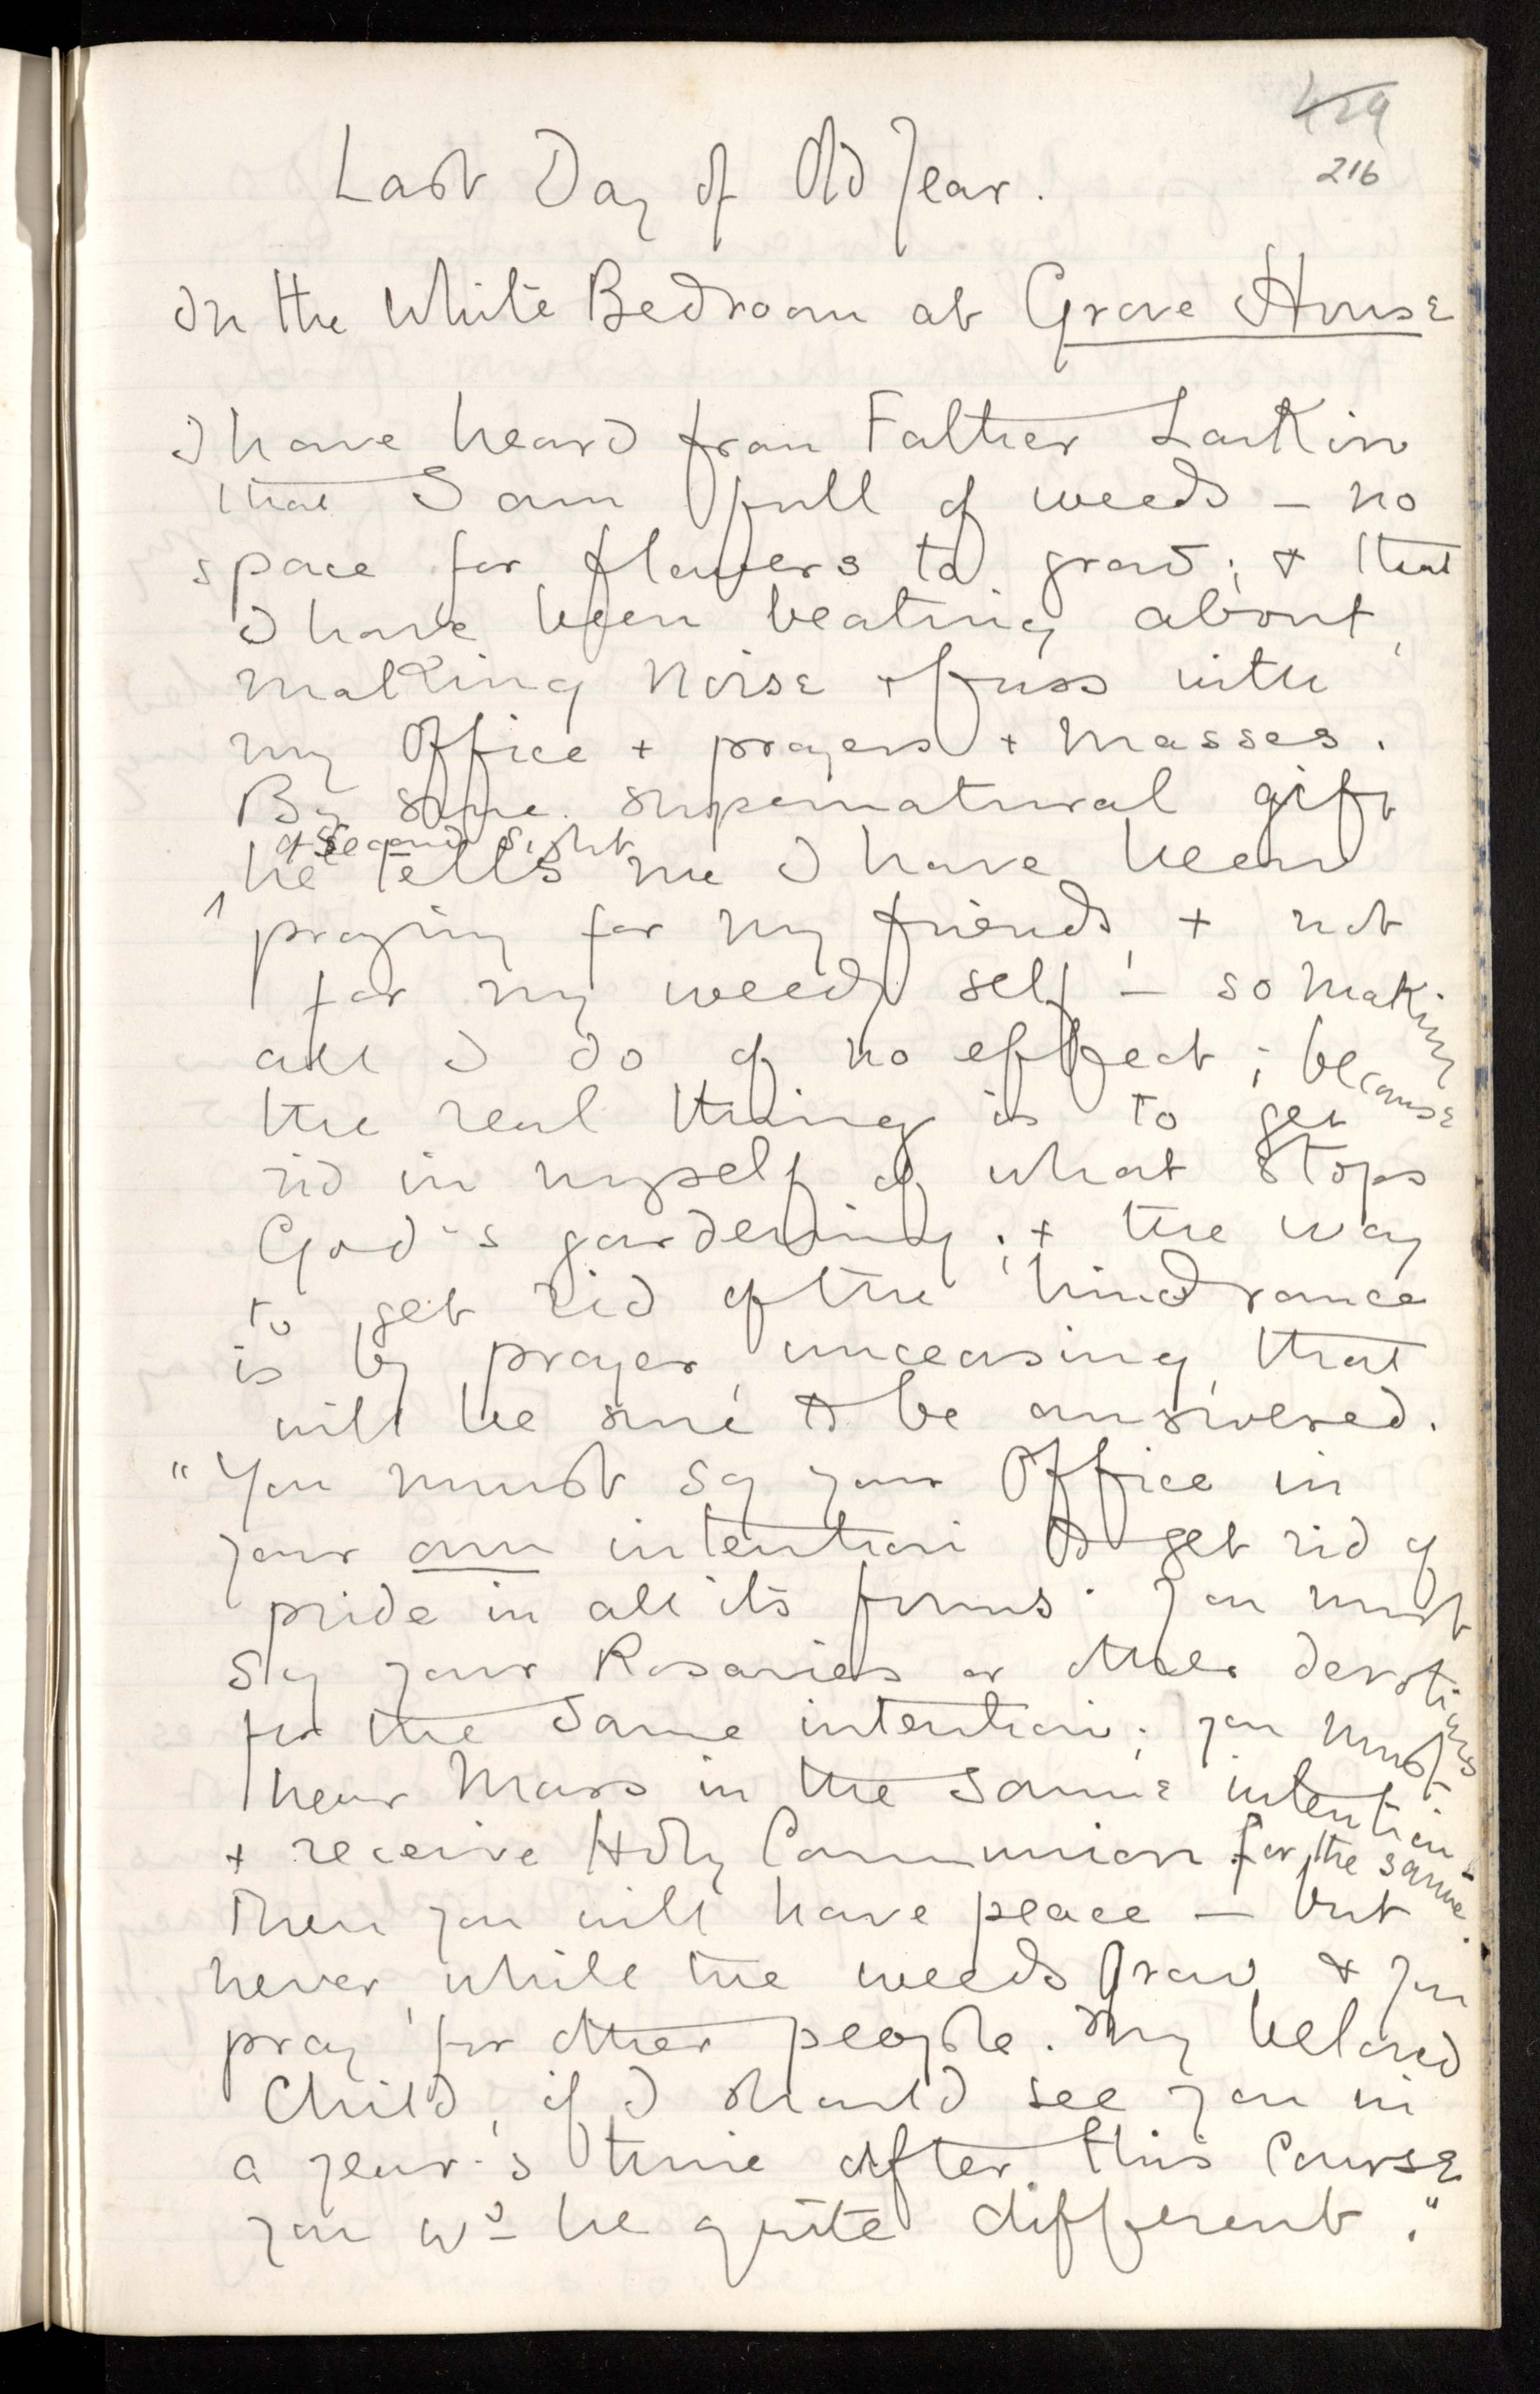 429
216
Last Day of Old Year.
In the White Bedroom at Grove House
I have heard from Father Larkin
that I am full of weeds — no
space for flowers to grow; + that
I have been beating about,
making noise + fuss with
my Office + prayers + masses.
By some supernatural gift
of Second Sight
he tells me I have been
praying for my friends, + not
for my weedy self — so making
all I do of no effect; because
the real thing is to get
rid in myself of what stops
God's gardening; + the way
to get rid of the hindrance
is by prayer, unceasing, that
will be sure to be answered.
"You must say your Office in
your own intention to get rid of
pride in all its forms. You must
say your Rosaries or other devotions
for the same intention; you must
hear Mass in the same intention
+ receive Holy Communion for the same.
Then you will have peace — but
never, while the weeds grow, + you
pray for other people. My beloved
Child, if I should see you in
a year's time after this Course
you wd be quite different."